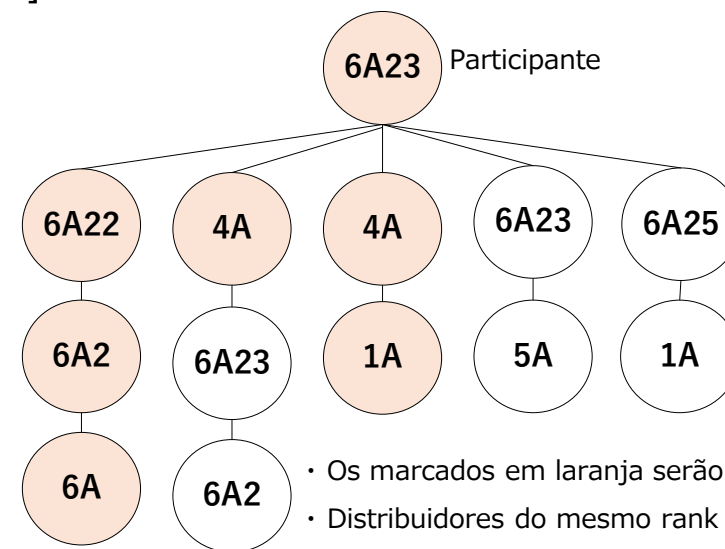 6A23 Participante
6A22 4A 4A 6A23 6A25
6A2 6A23 1A 5A 1A
6A 6A2
・Os marcados em laranja serão
・Distribuidores do mesmo rank